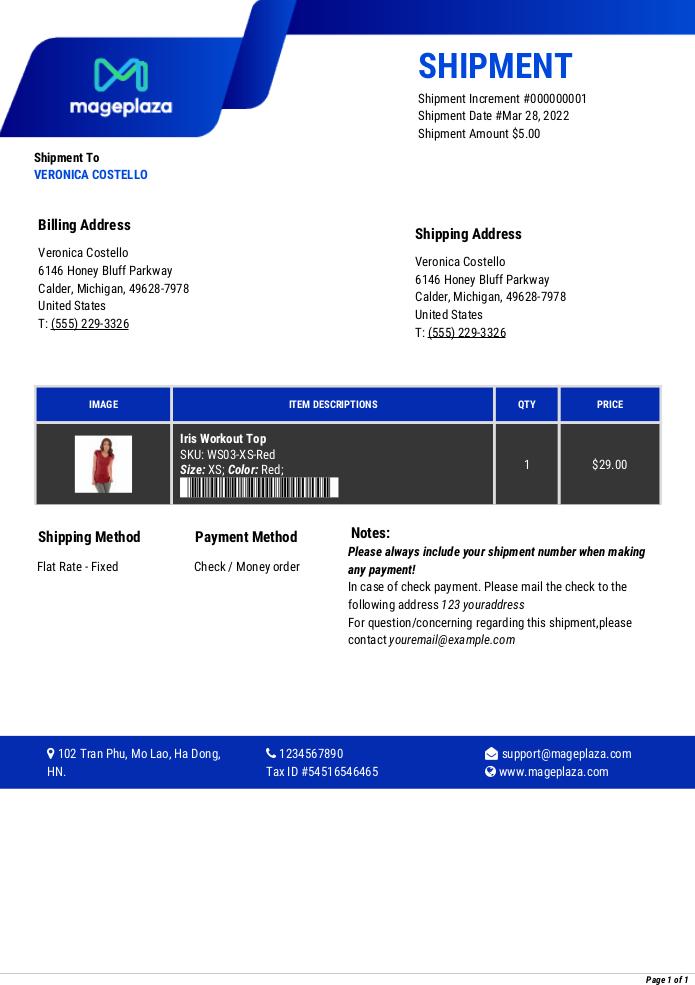 mageplaza
SHIPMENT
Shipment Increment #000000001
Shipment Date #Mar 28, 2022
Shipment Amount $5.00
Shipment To
VERONICA COSTELLO
Billing Address
Veronica Costello
6146 Honey Bluff Parkway
Calder, Michigan, 49628-7978
United States
T: (555) 229-3326
Shipping Address
Veronica Costello
6146 Honey Bluff Parkway
Calder, Michigan, 49628-7978
United States
T: (555) 229-3326
IMAGE ITEM DESCRIPTIONS QTY PRICE
Iris Workout Top
SKU: WS03-XS-Red
Size: XS; Color: Red;
1 $29.00
Shipping Method
Flat Rate - Fixed
Payment Method
Check / Money order
Notes:
Please always include your shipment number when making
any payment!
In case of check payment. Please mail the check to the
following address 123 youraddress
For question/concerning regarding this shipment,please
contact youremail@example.com
102 Tran Phu, Mo Lao, Ha Dong,
HN.
1234567890
Tax ID #54516546465
support@mageplaza.com
www.mageplaza.com
Page 1 of 1